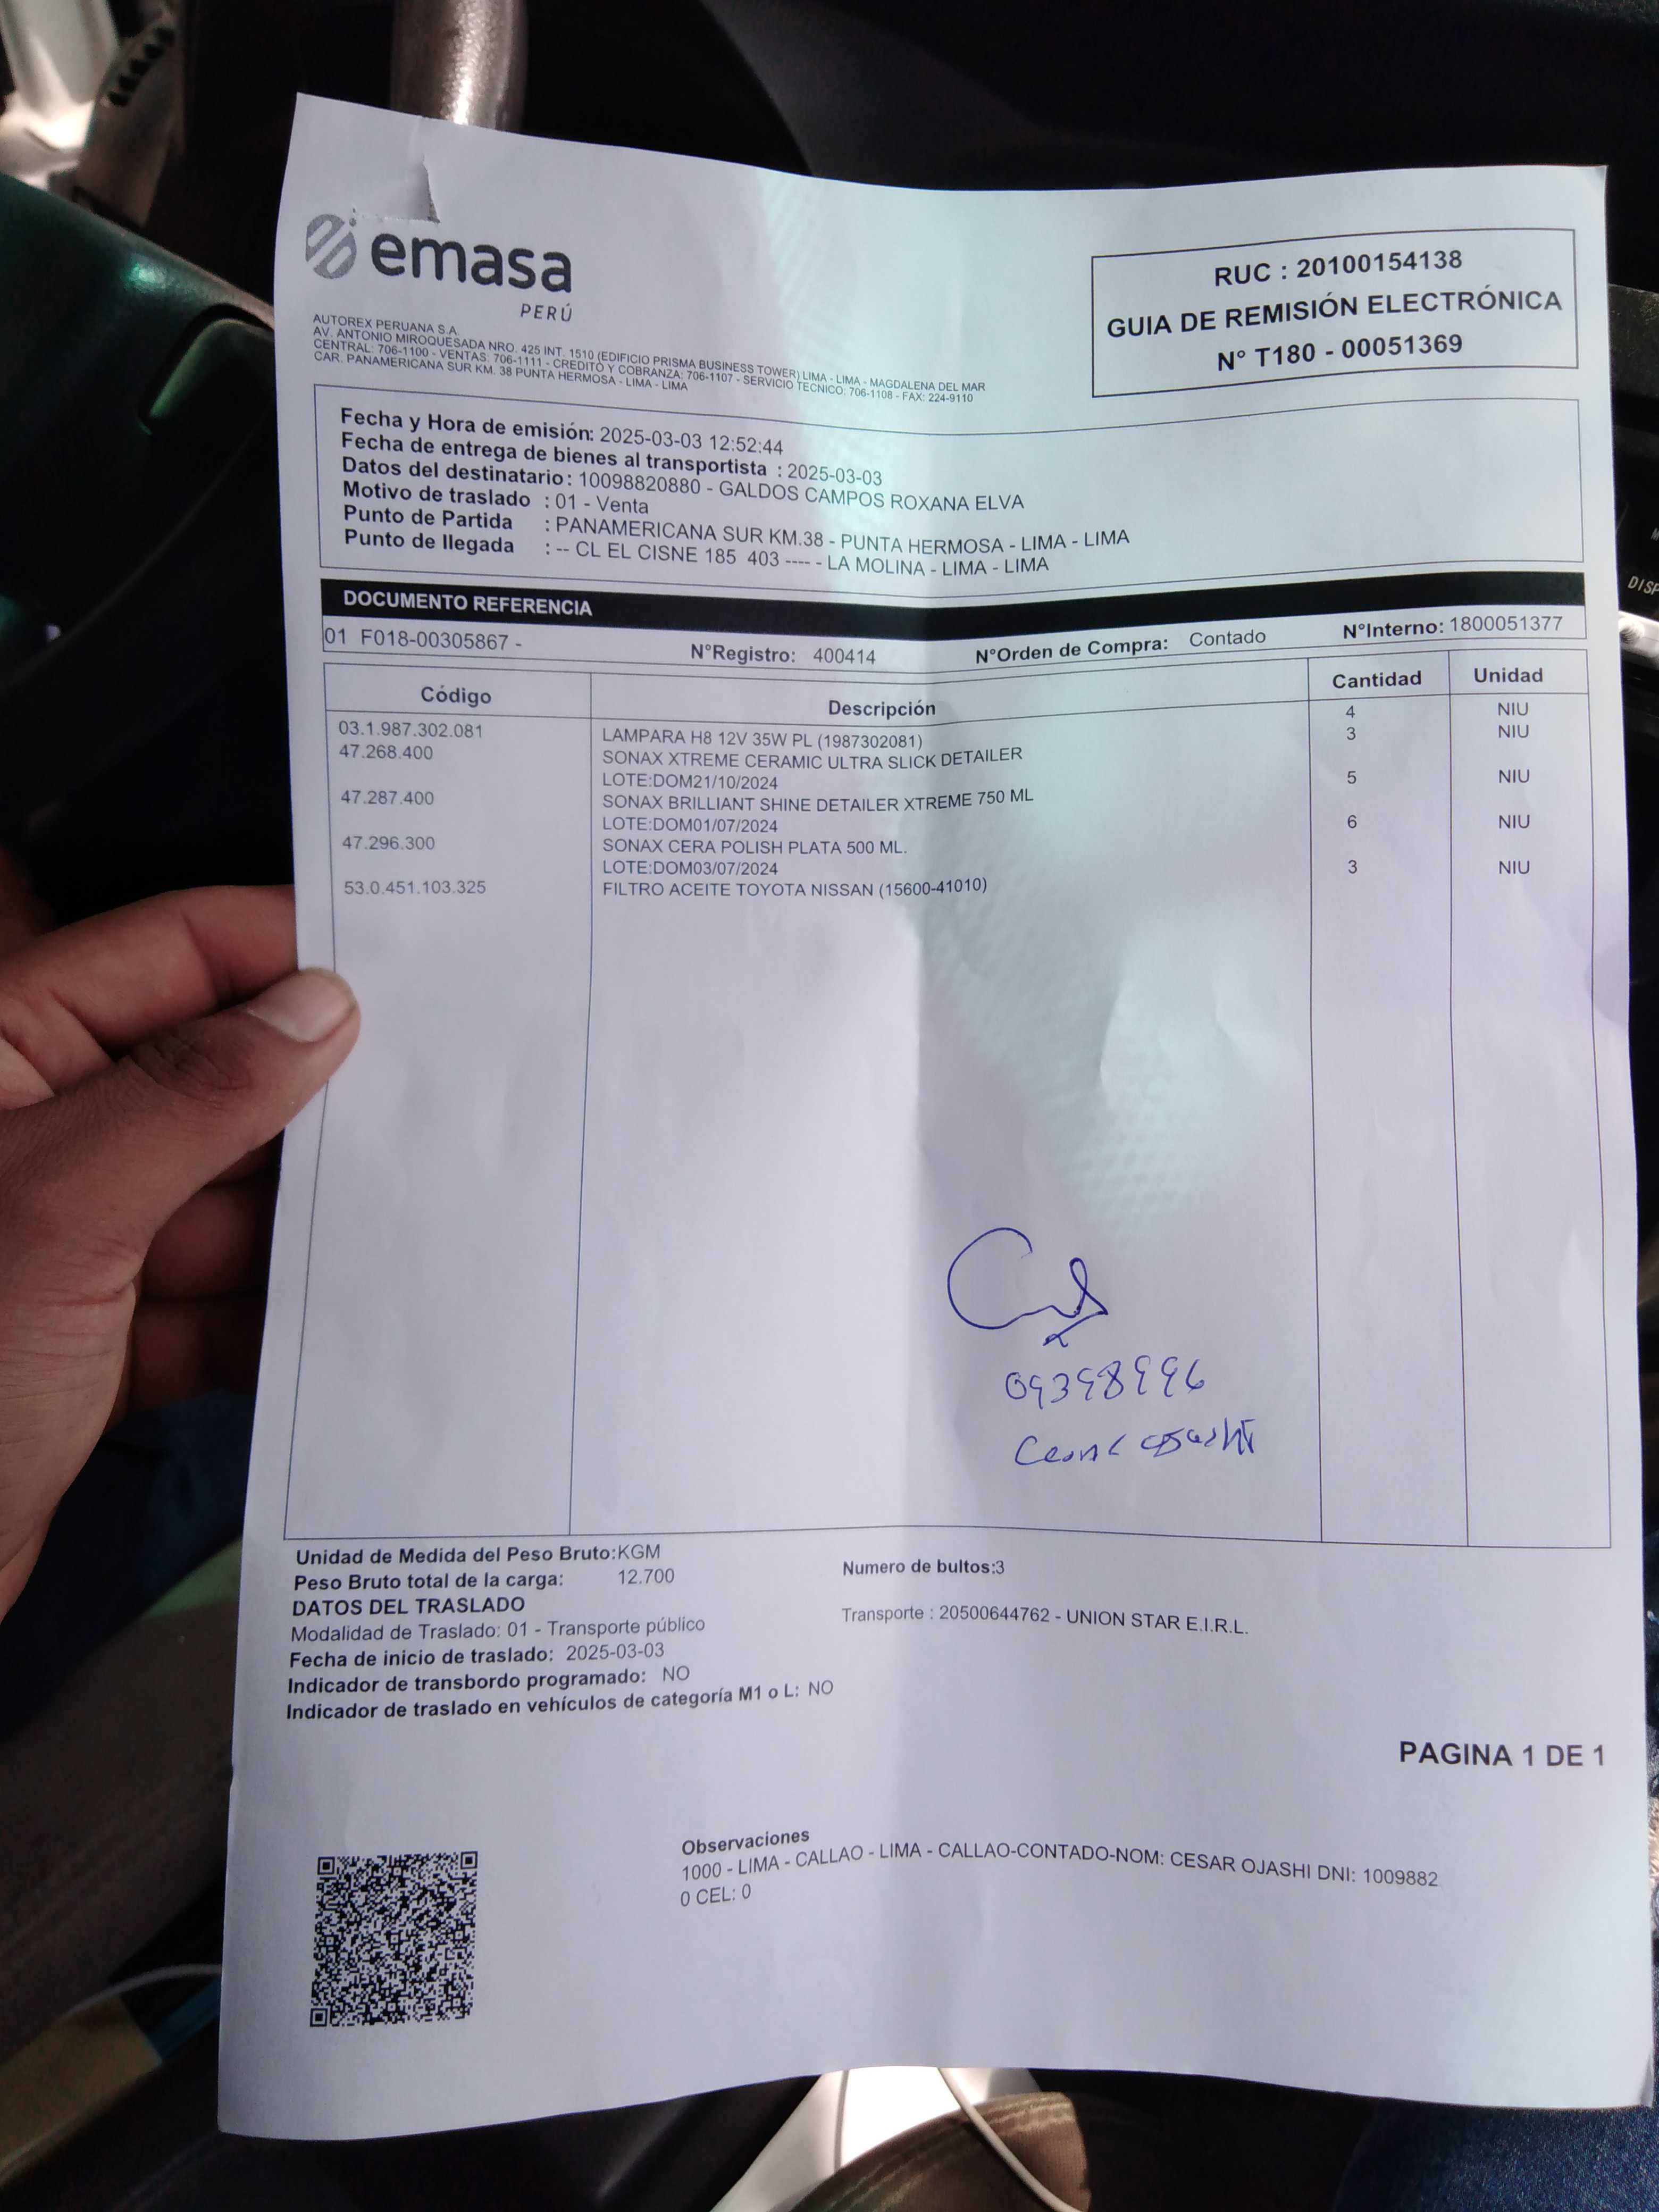 emasa
PERÚ
AUTOREX PERUANA S.A.
AV. ANTONIO MIROQUESADA NRO. 425 INT. 1510 (EDIFICIO PRISMA BUSINESS TOWER) LIMA - LIMA - MAGDALENA DEL MAR
CENTRAL: 706-1100 - VENTAS: 706-1111 - CREDITO Y COBRANZA: 706-1107 - SERVICIO TECNICO: 706-1108 - FAX: 224-9110
CAR. PANAMERICANA SUR KM. 38 PUNTA HERMOSA - LIMA - LIMA
RUC : 20100154138
GUIA DE REMISIÓN ELECTRÓNICA
N° T180 - 00051369
Fecha y Hora de emisión: 2025-03-03 12:52:44
Fecha de entrega de bienes al transportista : 2025-03-03
Datos del destinatario : 10098820880 - GALDOS CAMPOS ROXANA ELVA
Motivo de traslado : 01 - Venta
Punto de Partida : PANAMERICANA SUR KM.38 - PUNTA HERMOSA - LIMA - LIMA
Punto de llegada : -- CL EL CISNE 185 403 ---- - LA MOLINA - LIMA - LIMA
DOCUMENTO REFERENCIA
01 F018-00305867 - N°Registro: 400414 N°Orden de Compra: Contado N°Interno: 1800051377
Código Descripción Cantidad Unidad
03.1.987.302.081 LAMPARA H8 12V 35W PL (1987302081) 4 NIU
47.268.400 SONAX XTREME CERAMIC ULTRA SLICK DETAILER 3 NIU
LOTE:DOM21/10/2024
47.287.400 SONAX BRILLIANT SHINE DETAILER XTREME 750 ML 5 NIU
LOTE:DOM01/07/2024
47.296.300 SONAX CERA POLISH PLATA 500 ML. 6 NIU
LOTE:DOM03/07/2024
53.0.451.103.325 FILTRO ACEITE TOYOTA NISSAN (15600-41010) 3 NIU
09398996
Unidad de Medida del Peso Bruto:KGM
Peso Bruto total de la carga: 12.700
Numero de bultos:3
DATOS DEL TRASLADO
Modalidad de Traslado: 01 - Transporte público
Transporte : 20500644762 - UNION STAR E.I.R.L.
Fecha de inicio de traslado: 2025-03-03
Indicador de transbordo programado: NO
Indicador de traslado en vehículos de categoría M1 o L: NO
PAGINA 1 DE 1
Observaciones
1000 - LIMA - CALLAO - LIMA - CALLAO-CONTADO-NOM: CESAR OJASHI DNI: 1009882
0 CEL: 0